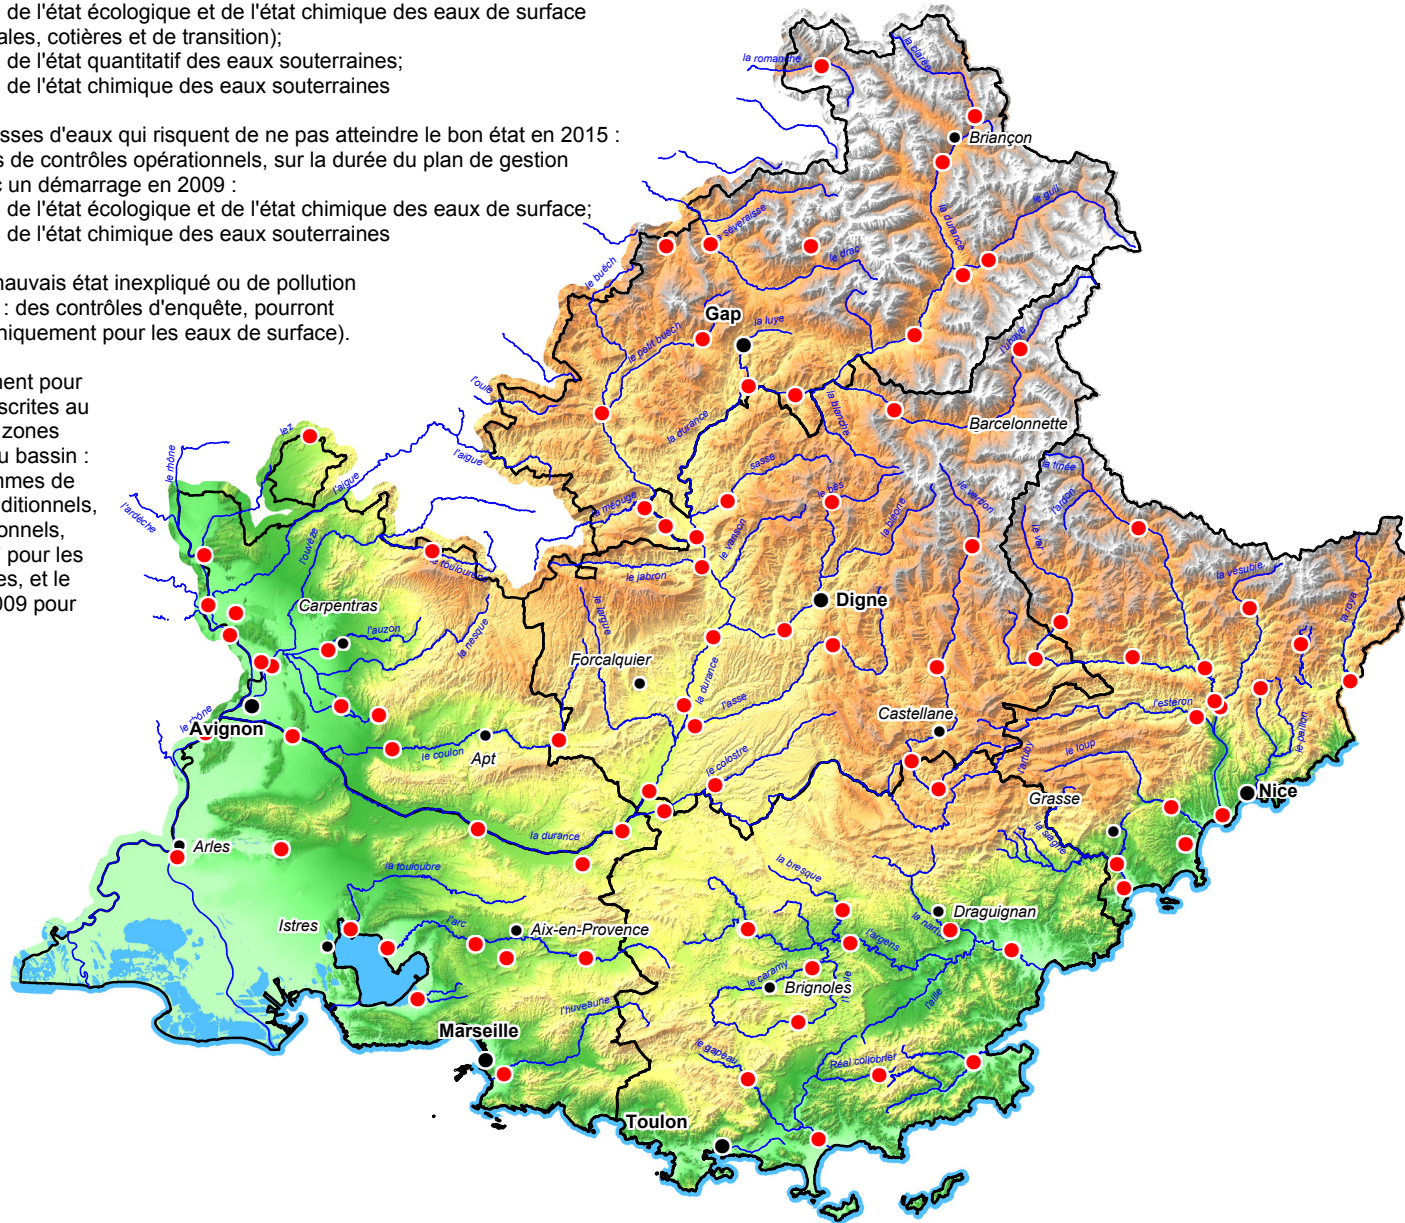 de l'état écologique et de l'état chimique des eaux de surface
ales, cotières et de transition);
de l'état quantitatif des eaux souterraines;
de l'état chimique des eaux souterraines
sses d'eaux qui risquent de ne pas atteindre le bon état en 2015 :
s de contrôles opérationnels, sur la durée du plan de gestion
c un démarrage en 2009 :
de l'état écologique et de l'état chimique des eaux de surface;
de l'état chimique des eaux souterraines
mauvais état inexpliqué ou de pollution
: des contrôles d'enquête, pourront
niquement pour les eaux de surface).
ment pour
scrites au
zones
u bassin :
mmes de
ditionnels,
onnels,
pour les
es, et le
009 pour
la romanche
la clarée
Briançon
la durance
le guil
la séveraisse
le drac
le buëch
Gap
la luye
le petit buëch
l'ubaye
l'oule
la durance
la blanche
Barcelonnette
lez
le rhône
l'aigue
l'aigue
l'ardèche
sasse
le bès
la bléone
le verdon
la tinée
l'ardon
le var
la méouge
l'ouvèze
le vanson
le toulourenc
le jabron
la vésubie
la roya
Carpentras
l'auzon
la nesque
le largue
Digne
Forcalquier
la durance
l'asse
Castellane
l'esteron
le paillon
le rhône
Avignon
le coulon
Apt
le colostre
l'artuby
le loup
Grasse
Nice
la siagne
Arles
la durance
la touloubre
la bresque
Istres
l'arc
Aix-en-Provence
Draguignan
la nartuby
l'argens
le caramy
Brignoles
l'aille
l'huveaune
Marseille
le gapeau
Réal collobrier
Toulon